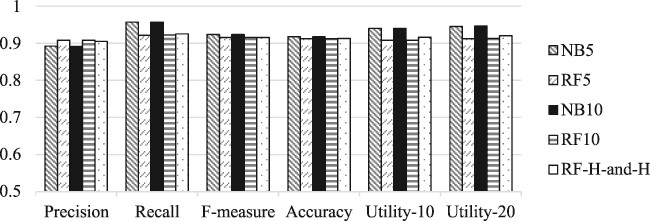 1
0.9
0.8
0.7
0.6
0.5
Precision Recall F-measure Accuracy Utility-10 Utility-20
NB5
RF5
NB10
RF10
RF-H-and-H